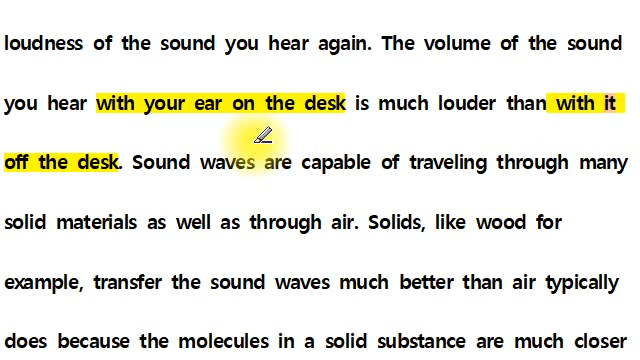 loudness of the sound you hear again. The volume of the sound
you hear with your ear on the desk is much louder than with it
off the desk. Sound waves are capable of traveling through many
solid materials as well as through air. Solids, like wood for
example, transfer the sound waves much better than air typically
does because the molecules in a solid substance are much closer